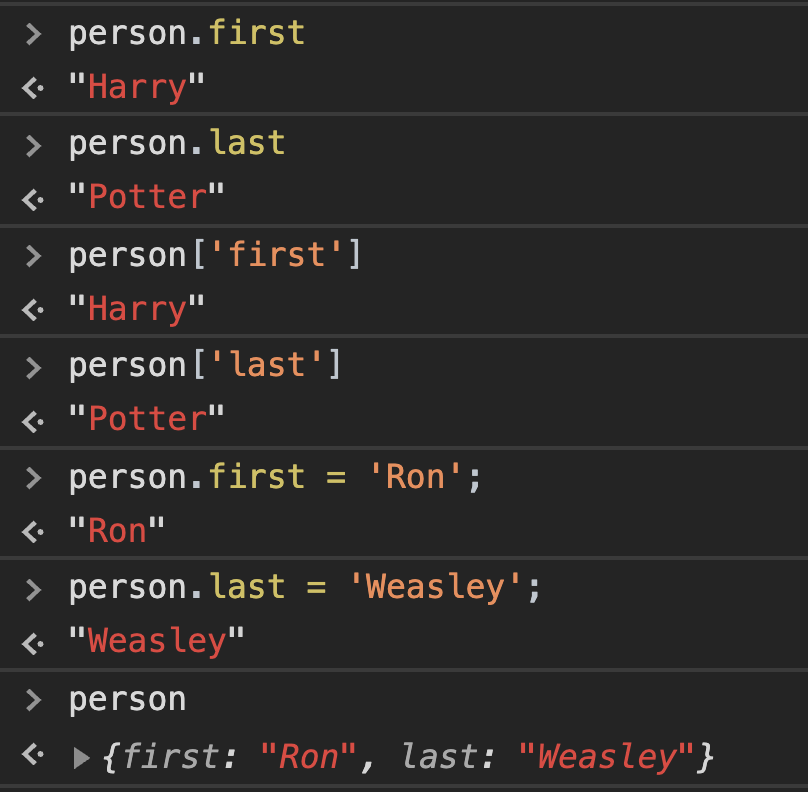 > person.first
"Harry"
> person.last
"Potter"
> person['first']
"Harry"
> person['last']
"Potter"
> person.first = 'Ron';
"Ron"
> person.last = 'Weasley';
"Weasley"
> person
{first: "Ron", last: "Weasley"}